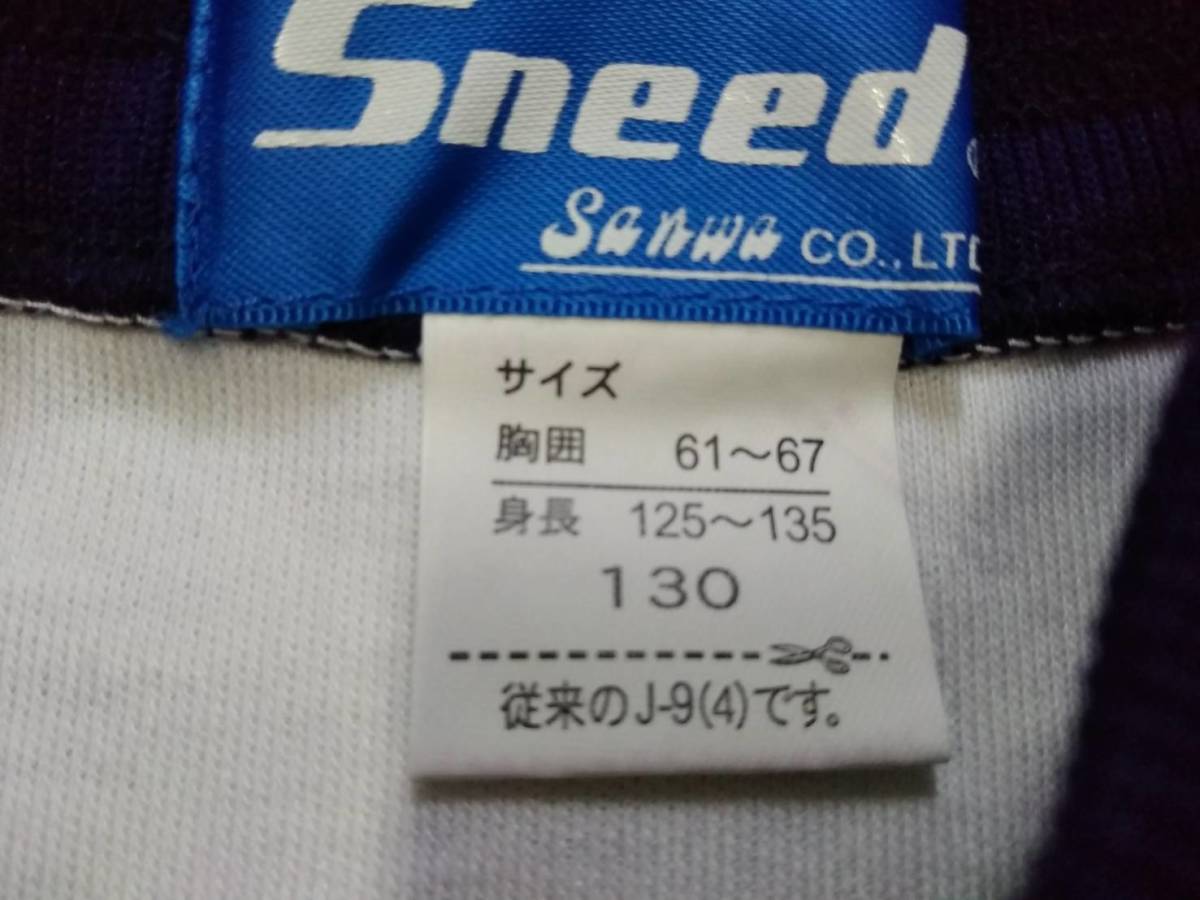 Sneed
Sanwa CO.,LTD
サイズ
胸囲 61～67
身長 125～135
130
従来のJ-9(4)です。